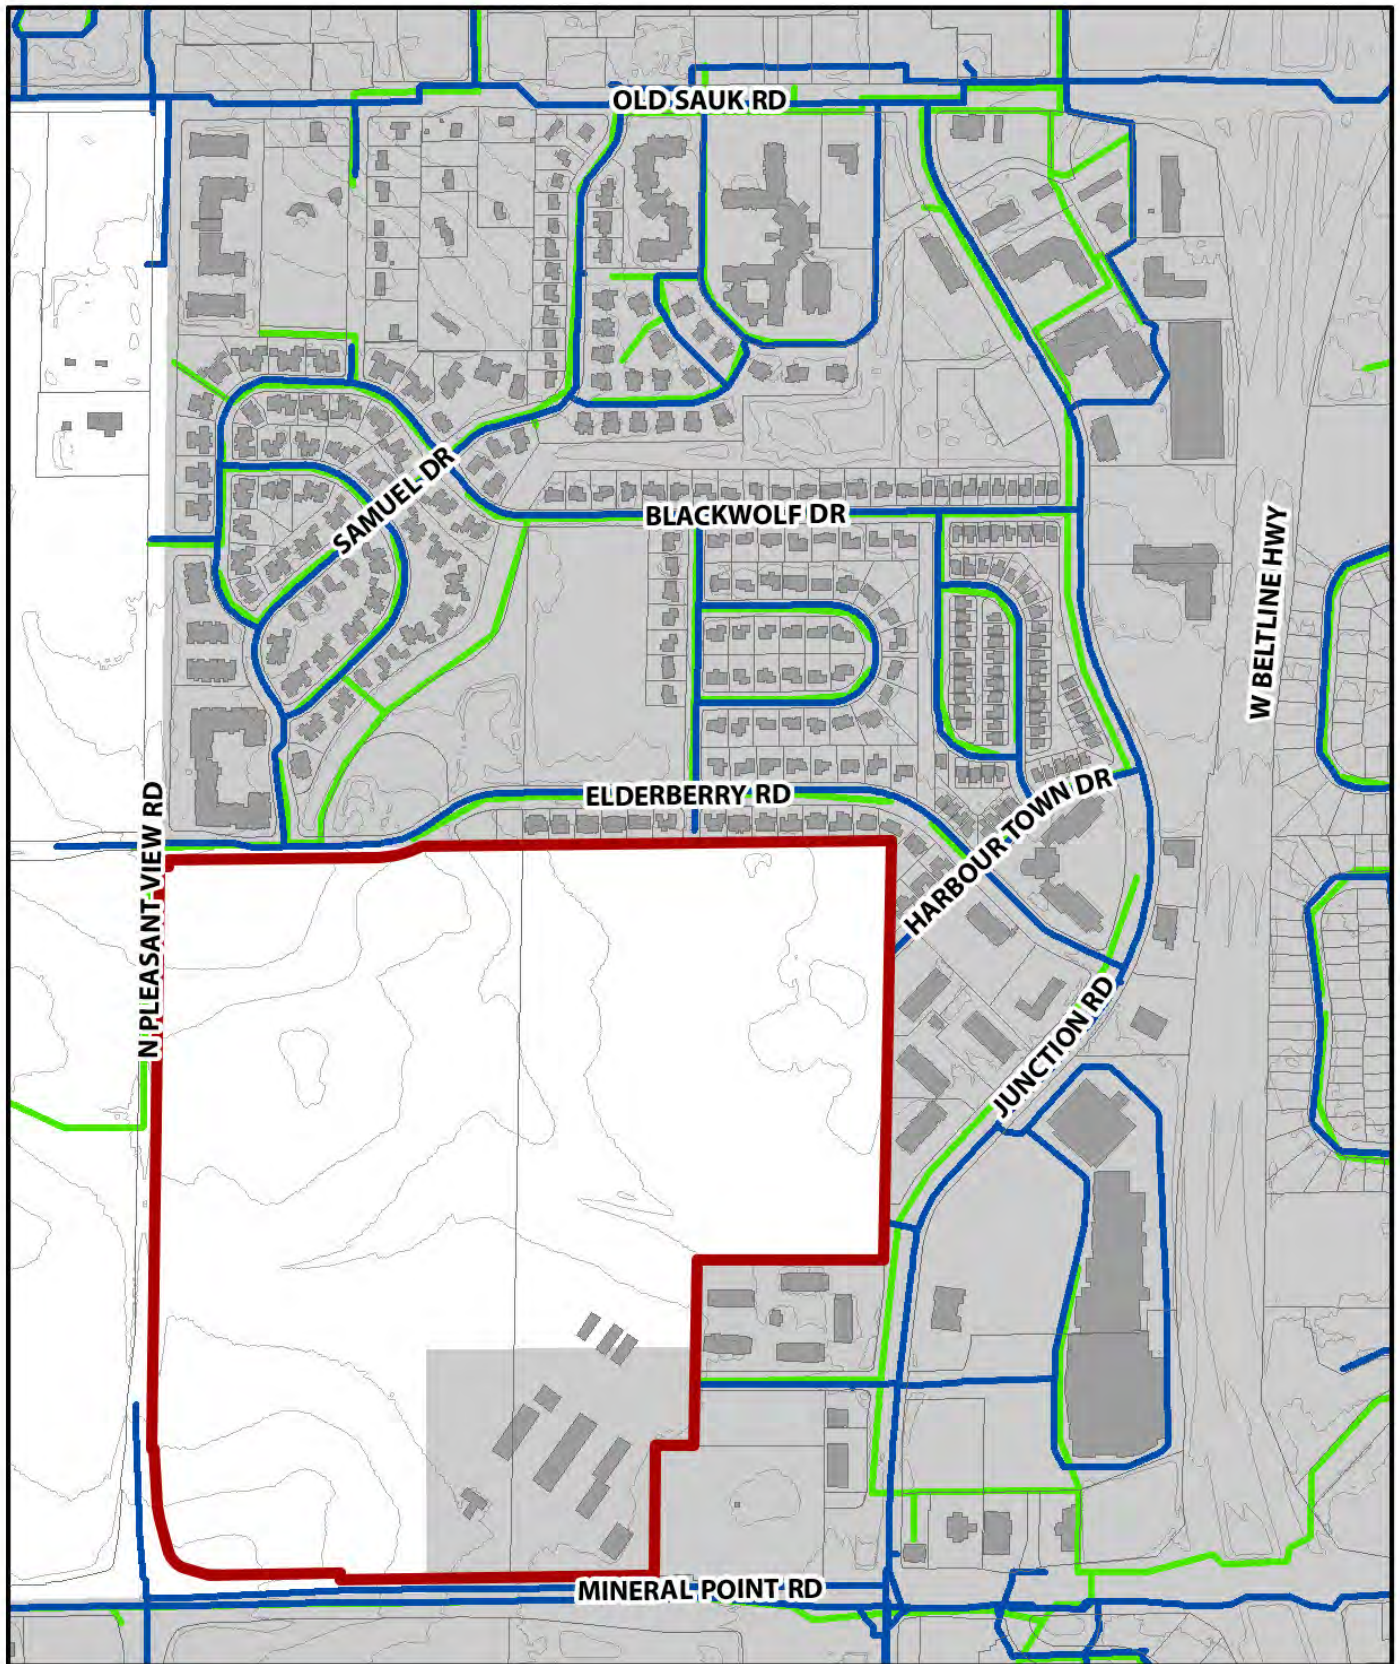 OLD SAUK RD
SAMUEL DR
BLACKWOLF DR
W BELTLINE HWY
ELDERBERRY RD
HARBOUR TOWN DR
N PLEASANT VIEW RD
JUNCTION RD
MINERAL POINT RD